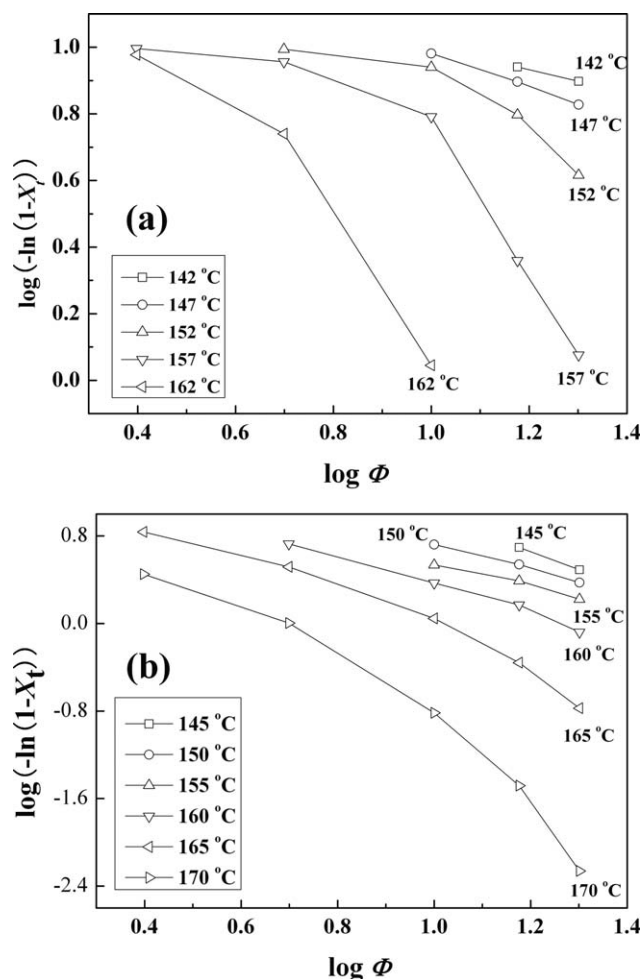 1.0
0.8
0.6
0.4
0.2
0.0
log (-ln (1-Xt))
(a)
142 °C
147 °C
152 °C
157 °C
162 °C
142 °C
147 °C
152 °C
162 °C
157 °C
0.4 0.6 0.8 1.0 1.2 1.4
log Φ
0.8
0.0
-0.8
-1.6
-2.4
log (-ln (1-Xt))
(b)
145 °C
150 °C
155 °C
160 °C
165 °C
170 °C
150 °C
145 °C
155 °C
160 °C
165 °C
170 °C
0.4 0.6 0.8 1.0 1.2 1.4
log Φ